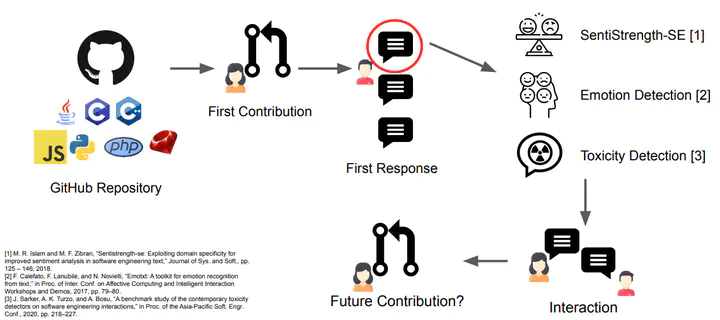 SentiStrength-SE [1]
Emotion Detection [2]
Toxicity Detection [3]
First Contribution
First Response
C
C++
JS
php
GitHub Repository
Future Contribution?
Interaction
[1] M. R. Islam and M. F. Zibran, “Sentistrength-se: Exploiting domain specificity for
improved sentiment analysis in software engineering text,” Journal of Sys. and Soft., pp.
125 – 146, 2018.
[2] F. Calefato, F. Lanubile, and N. Novielli, “Emotxt: A toolkit for emotion recognition
from text,” in Proc. of Inter. Conf. on Affective Computing and Intelligent Interaction
Workshops and Demos, 2017, pp. 79–80.
[3] J. Sarker, A. K. Turzo, and A. Bosu, “A benchmark study of the contemporary toxicity
detectors on software engineering interactions,” in Proc. of the Asia-Pacific Soft. Engr.
Conf., 2020, pp. 218–227.